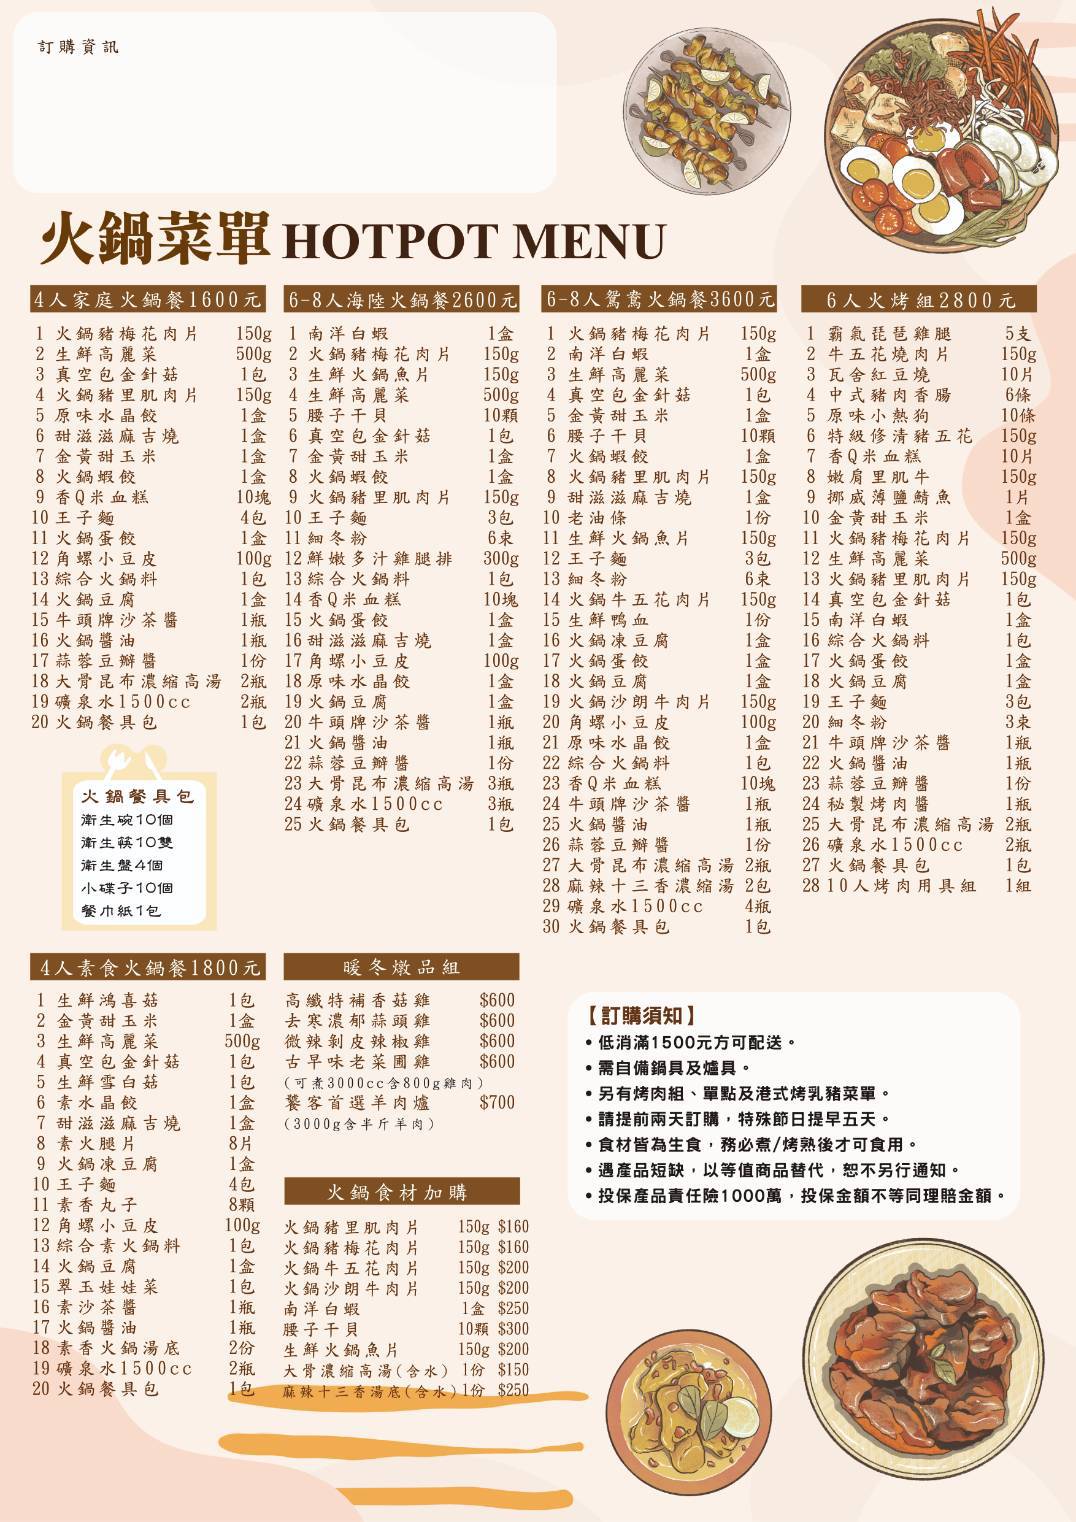 訂購資訊
火鍋菜單 HOTPOT MENU
4人家庭火鍋餐1600元
1 火鍋豬梅花肉片 150g
2 生鮮高麗菜 500g
3 真空包金針菇 1包
4 火鍋豬里肌肉片 150g
5 原味水晶餃 1盒
6 甜滋滋麻吉燒 1盒
7 金黃甜玉米 1盒
8 火鍋蝦餃 1盒
9 香Q米血糕 10塊
10 王子麵 4包
11 火鍋蛋餃 1盒
12 角螺小豆皮 100g
13 綜合火鍋料 1包
14 火鍋豆腐 1盒
15 牛頭牌沙茶醬 1瓶
16 火鍋醬油 1瓶
17 蒜蓉豆瓣醬 1份
18 大骨昆布濃縮高湯 2瓶
19 礦泉水1500cc 2瓶
20 火鍋餐具包 1包
火鍋餐具包
衛生碗10個
衛生筷10雙
衛生盤4個
小碟子10個
餐巾紙1包
6-8人海陸火鍋餐2600元
1 南洋白蝦 1盒
2 火鍋豬梅花肉片 150g
3 生鮮火鍋魚片 150g
4 生鮮高麗菜 500g
5 腰子干貝 10顆
6 真空包金針菇 1包
7 金黃甜玉米 1盒
8 火鍋蝦餃 1盒
9 火鍋豬里肌肉片 150g
10 王子麵 3包
11 細冬粉 6束
12 鮮嫩多汁雞腿排 300g
13 綜合火鍋料 1包
14 香Q米血糕 10塊
15 火鍋蛋餃 1盒
16 甜滋滋麻吉燒 1盒
17 角螺小豆皮 100g
18 原味水晶餃 1盒
19 火鍋豆腐 1盒
20 牛頭牌沙茶醬 1瓶
21 火鍋醬油 1瓶
22 蒜蓉豆瓣醬 1份
23 大骨昆布濃縮高湯 3瓶
24 礦泉水1500cc 3瓶
25 火鍋餐具包 1包
6-8人鴛鴦火鍋餐3600元
1 火鍋豬梅花肉片 150g
2 南洋白蝦 1盒
3 生鮮高麗菜 500g
4 真空包金針菇 1包
5 金黃甜玉米 1盒
6 腰子干貝 10顆
7 火鍋蝦餃 1盒
8 火鍋豬里肌肉片 150g
9 甜滋滋麻吉燒 1盒
10 老油條 1份
11 生鮮火鍋魚片 150g
12 王子麵 3包
13 細冬粉 6束
14 火鍋牛五花肉片 150g
15 生鮮鴨血 1份
16 火鍋凍豆腐 1盒
17 火鍋蛋餃 1盒
18 火鍋豆腐 1盒
19 火鍋沙朗牛肉片 150g
20 角螺小豆皮 100g
21 原味水晶餃 1盒
22 綜合火鍋料 1包
23 香Q米血糕 10塊
24 牛頭牌沙茶醬 1瓶
25 火鍋醬油 1瓶
26 蒜蓉豆瓣醬 1份
27 大骨昆布濃縮高湯 2瓶
28 麻辣十三香濃縮湯 2包
29 礦泉水1500cc 4瓶
30 火鍋餐具包 1包
6人火烤組2800元
1 霸氣琵琶雞腿 5支
2 牛五花燒肉片 150g
3 瓦舍紅豆燒 10片
4 中式豬肉香腸 6條
5 原味小熱狗 10條
6 特級修清豬五花 150g
7 香Q米血糕 10片
8 嫩肩里肌牛 150g
9 挪威薄鹽鯖魚 1片
10 金黃甜玉米 1盒
11 火鍋豬梅花肉片 150g
12 生鮮高麗菜 500g
13 火鍋豬里肌肉片 150g
14 真空包金針菇 1包
15 南洋白蝦 1盒
16 綜合火鍋料 1包
17 火鍋蛋餃 1盒
18 火鍋豆腐 1盒
19 王子麵 3包
20 細冬粉 3束
21 牛頭牌沙茶醬 1瓶
22 火鍋醬油 1瓶
23 蒜蓉豆瓣醬 1份
24 秘製烤肉醬 1瓶
25 大骨昆布濃縮高湯 2瓶
26 礦泉水1500cc 2瓶
27 火鍋餐具包 1包
28 10人烤肉用具組 1組
4人素食火鍋餐1800元
1 生鮮鴻喜菇 1包
2 金黃甜玉米 1盒
3 生鮮高麗菜 500g
4 真空包金針菇 1包
5 生鮮雪白菇 1包
6 素水晶餃 1盒
7 甜滋滋麻吉燒 1盒
8 素火腿片 8片
9 火鍋凍豆腐 1盒
10 王子麵 4包
11 素香丸子 8顆
12 角螺小豆皮 100g
13 綜合素火鍋料 1包
14 火鍋豆腐 1盒
15 翠玉娃娃菜 1包
16 素沙茶醬 1瓶
17 火鍋醬油 1瓶
18 素香火鍋湯底 2份
19 礦泉水1500cc 2瓶
20 火鍋餐具包 1包
暖冬燉品組
高纖特補香菇雞 $600
去寒濃郁蒜頭雞 $600
微辣剝皮辣椒雞 $600
古早味老菜圃雞 $600
(可煮3000cc含800g雞肉)
饕客首選羊肉爐 $700
(3000g含半斤羊肉)
火鍋食材加購
火鍋豬里肌肉片 150g $160
火鍋豬梅花肉片 150g $160
火鍋牛五花肉片 150g $200
火鍋沙朗牛肉片 150g $200
南洋白蝦 1盒 $250
腰子干貝 10顆 $300
生鮮火鍋魚片 150g $200
大骨濃縮高湯(含水) 1份 $150
麻辣十三香湯底(含水) 1份 $250
【訂購須知】
•低消滿1500元方可配送。
•需自備鍋具及爐具。
•另有烤肉組、單點及港式烤乳豬菜單。
•請提前兩天訂購，特殊節日提早五天。
•食材皆為生食，務必煮/烤熟後才可食用。
•遇產品短缺，以等值商品替代，恕不另行通知。
•投保產品責任險1000萬，投保金額不等同理賠金額。